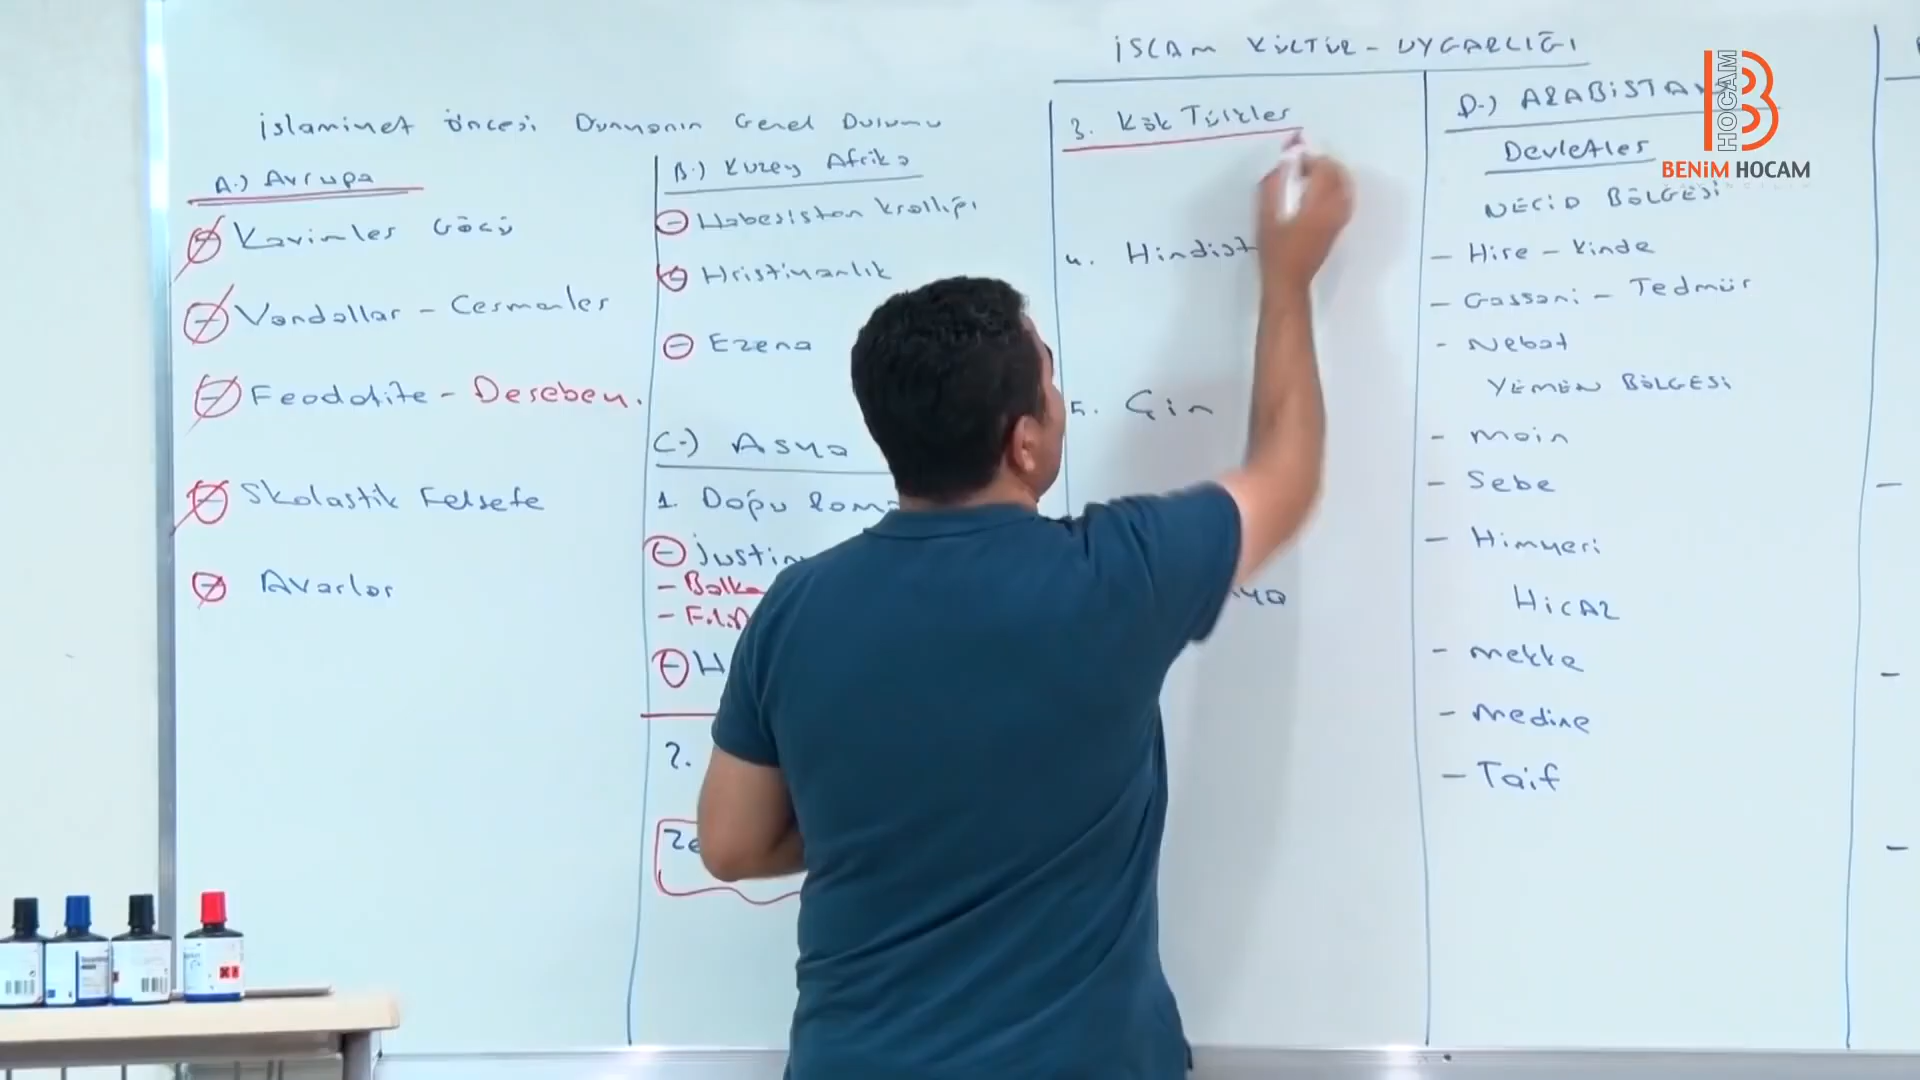 İSLAM KÜLTÜR - UYGARLIĞI
İslamiyet Öncesi Dünyanın Genel Durumu
A-) Avrupa
- Kavimler Göçü
- Vandallar - Cermenler
- Feodalite - Dereben.
- Skolastik Felsefe
- Avarlar
B-) Kuzey Afrika
- Habeşistan Krallığı
- Hristiyanlık
- Ezena
C-) Asya
1. Doğu Roma
- Justin
- Balka
- F.l.
- H
2.
Ze
3. Kök Türkler
4. Hindist
5. Çin
D-) ARABİSTAN
Devletler
NECİD BÖLGESİ
- Hire - Kinde
- Gassani - Tedmür
- Nebat
YEMEN BÖLGESİ
- Main
- Sebe
- Himyeri
HİCAZ
- Mekke
- Medine
- Taif
B HOCAM
BENİM HOCAM